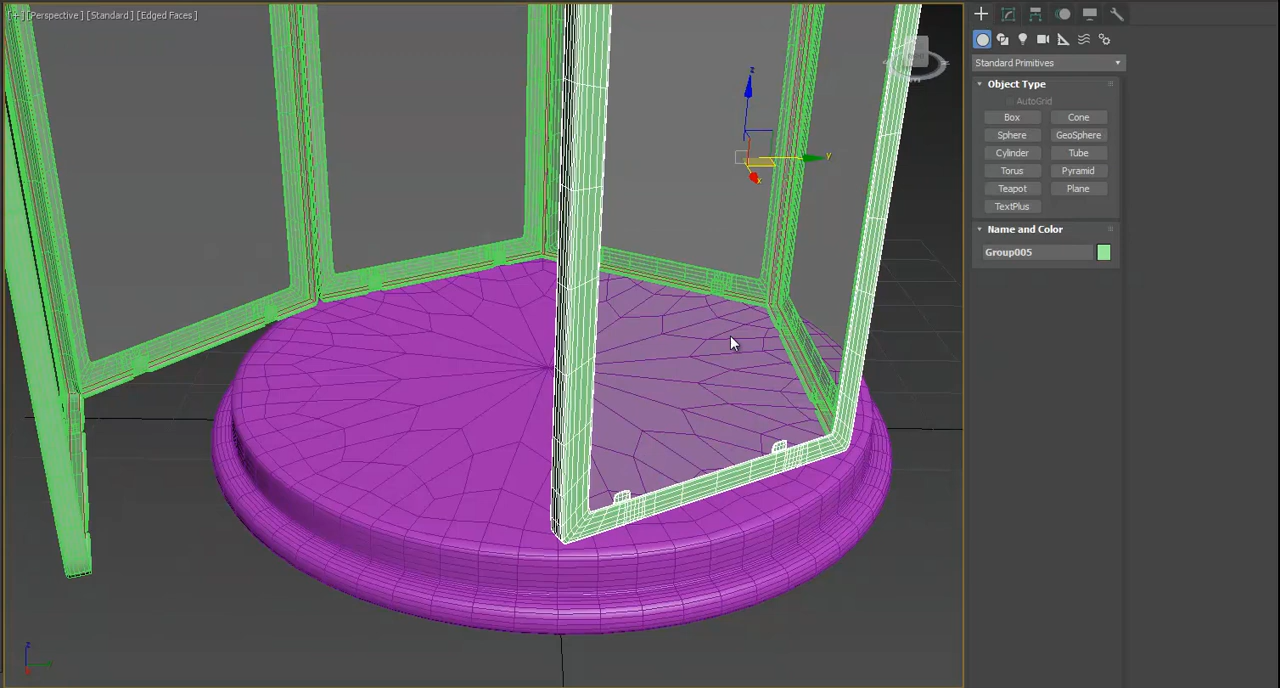 [+] [Perspective] [Standard] [Edged Faces]
Standard Primitives
Object Type
AutoGrid
Box Cone
Sphere GeoSphere
Cylinder Tube
Torus Pyramid
Teapot Plane
TextPlus
Name and Color
Group005
z
y
x
z